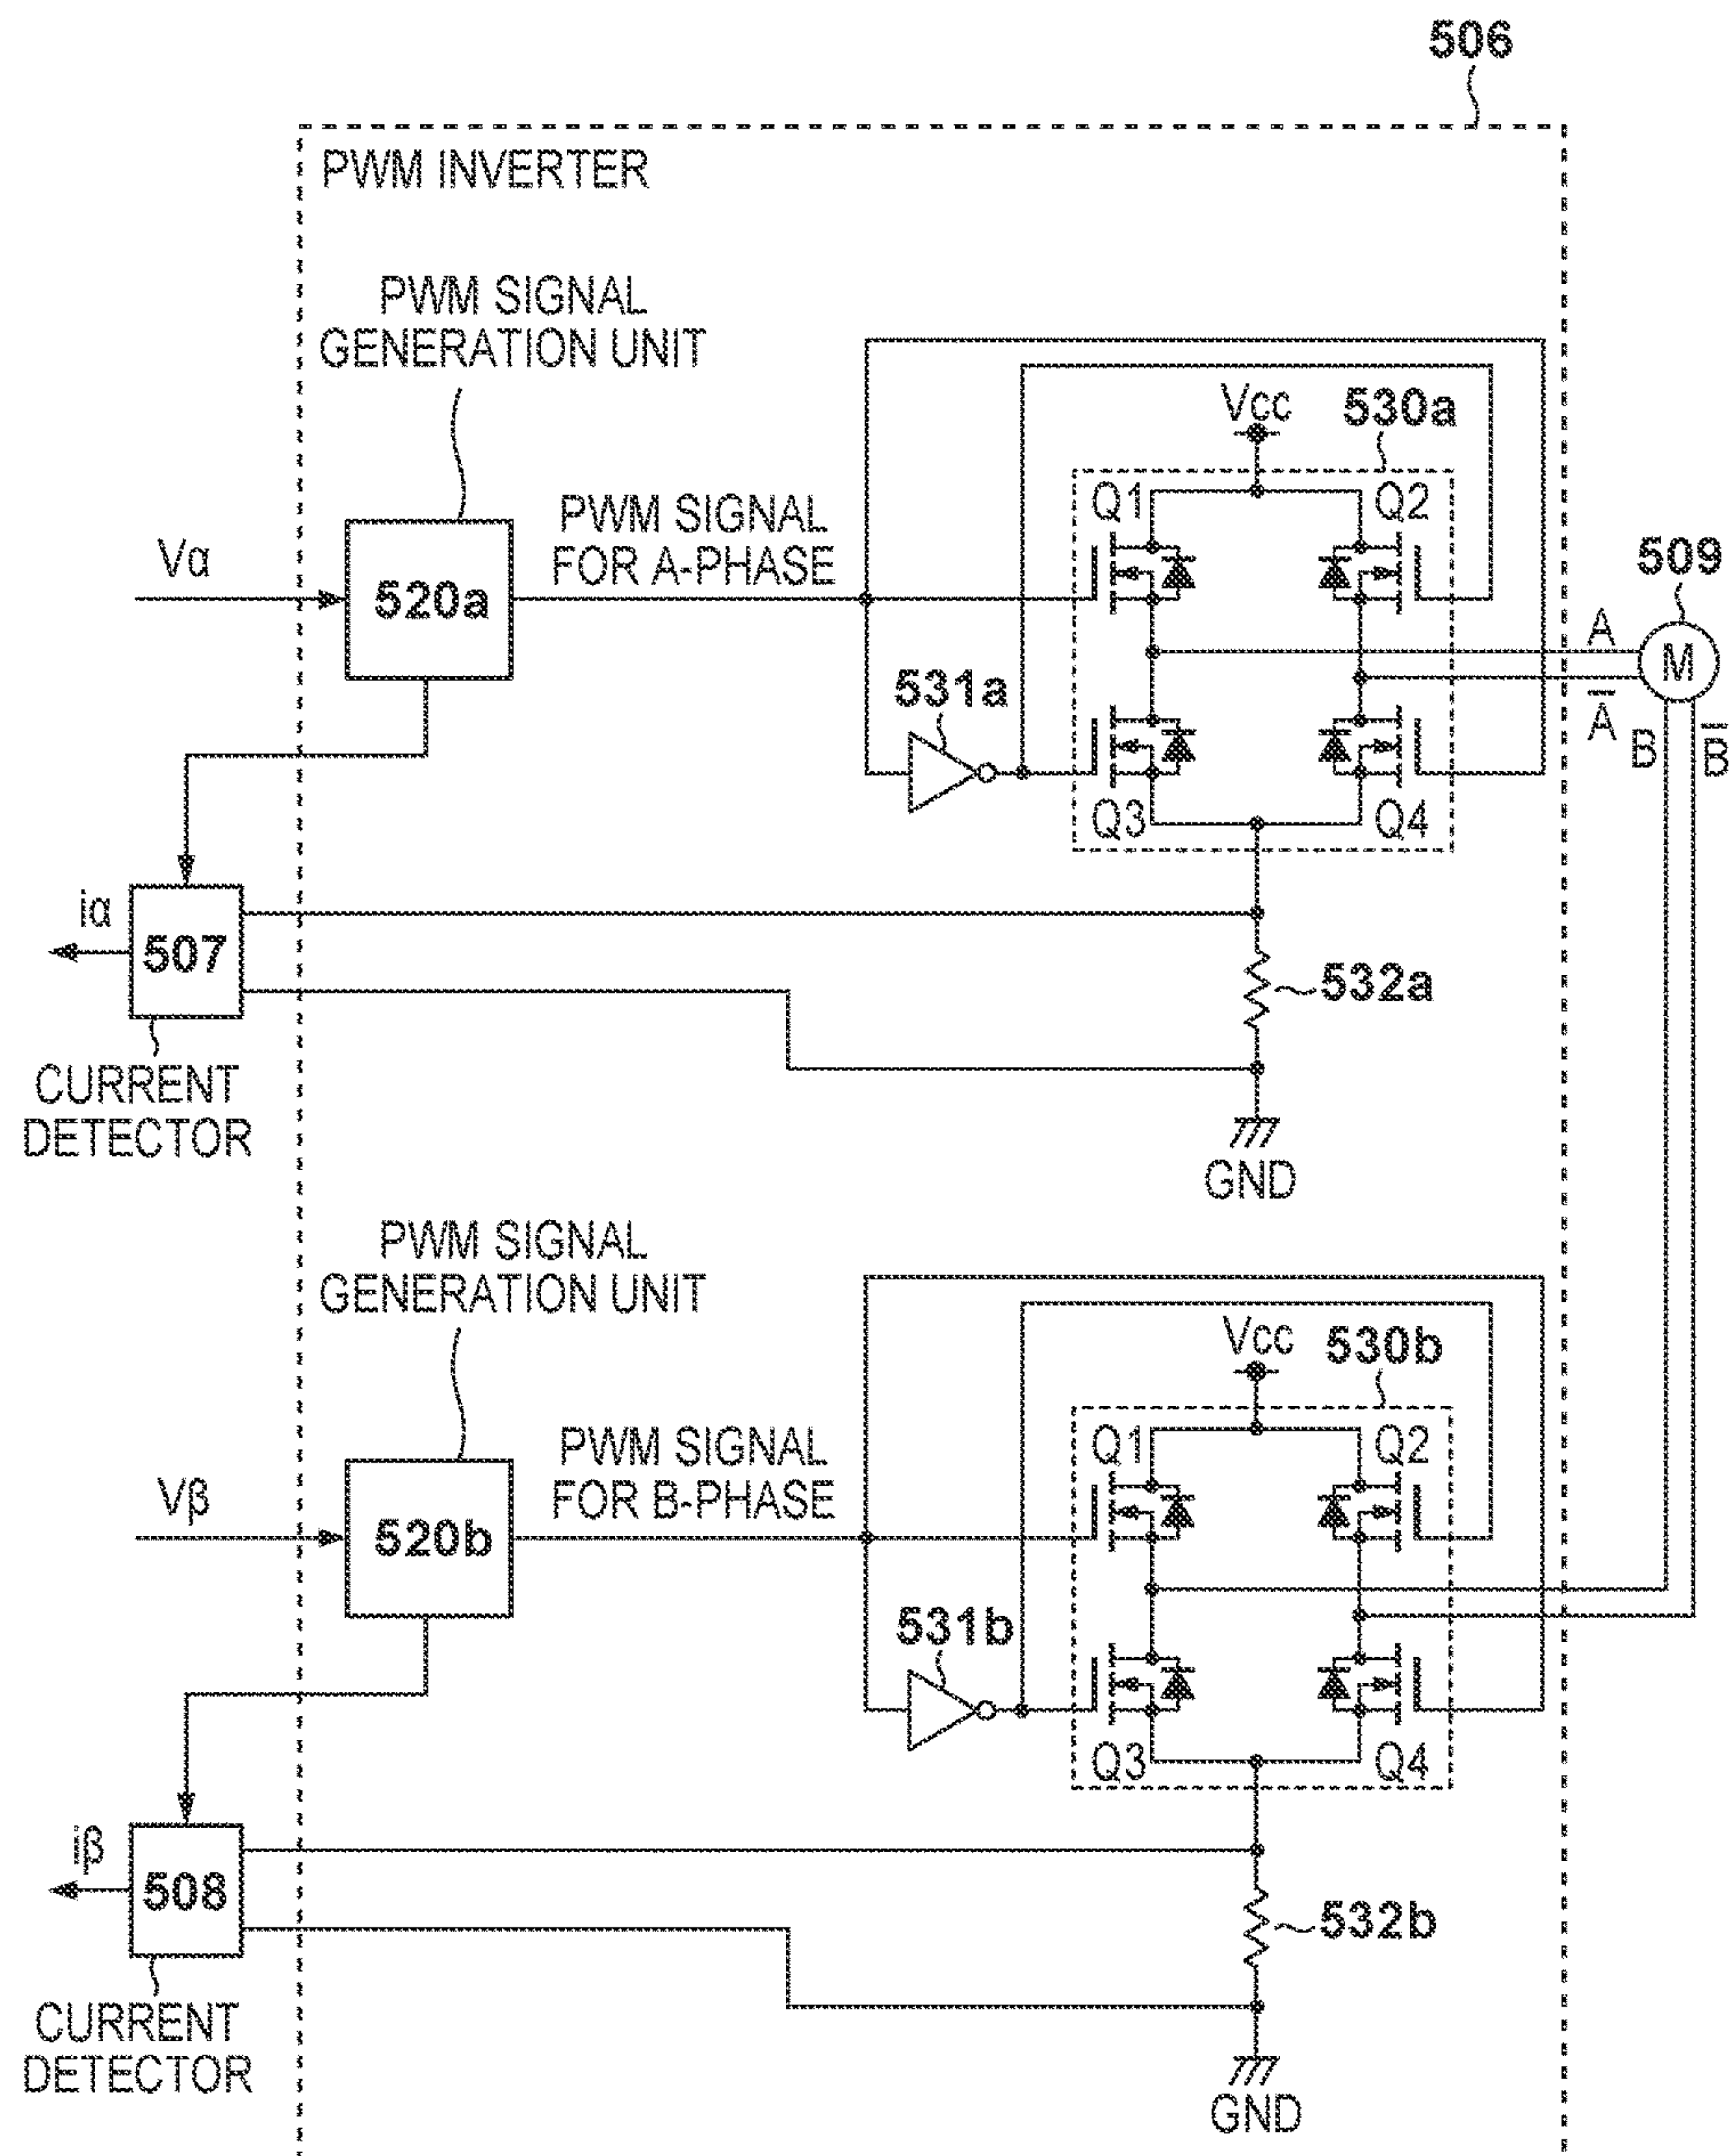 506
PWM INVERTER
PWM SIGNAL
GENERATION UNIT
Vcc
530a
Q1
Q2
PWM SIGNAL
FOR A-PHASE
Vα
520a
509
A
M
A̅
531a
B
B̅
Q3
Q4
iα
507
532a
CURRENT
DETECTOR
GND
PWM SIGNAL
GENERATION UNIT
Vcc
530b
Q1
Q2
PWM SIGNAL
FOR B-PHASE
Vβ
520b
531b
Q3
Q4
iβ
508
532b
CURRENT
DETECTOR
GND